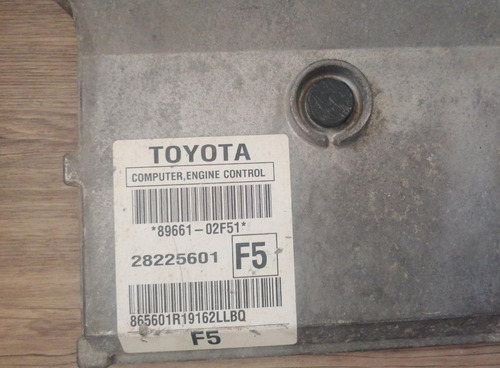 TOYOTA
COMPUTER,ENGINE CONTROL
*89661-02F51*
28225601 F5
865601R19162LLBQ
F5